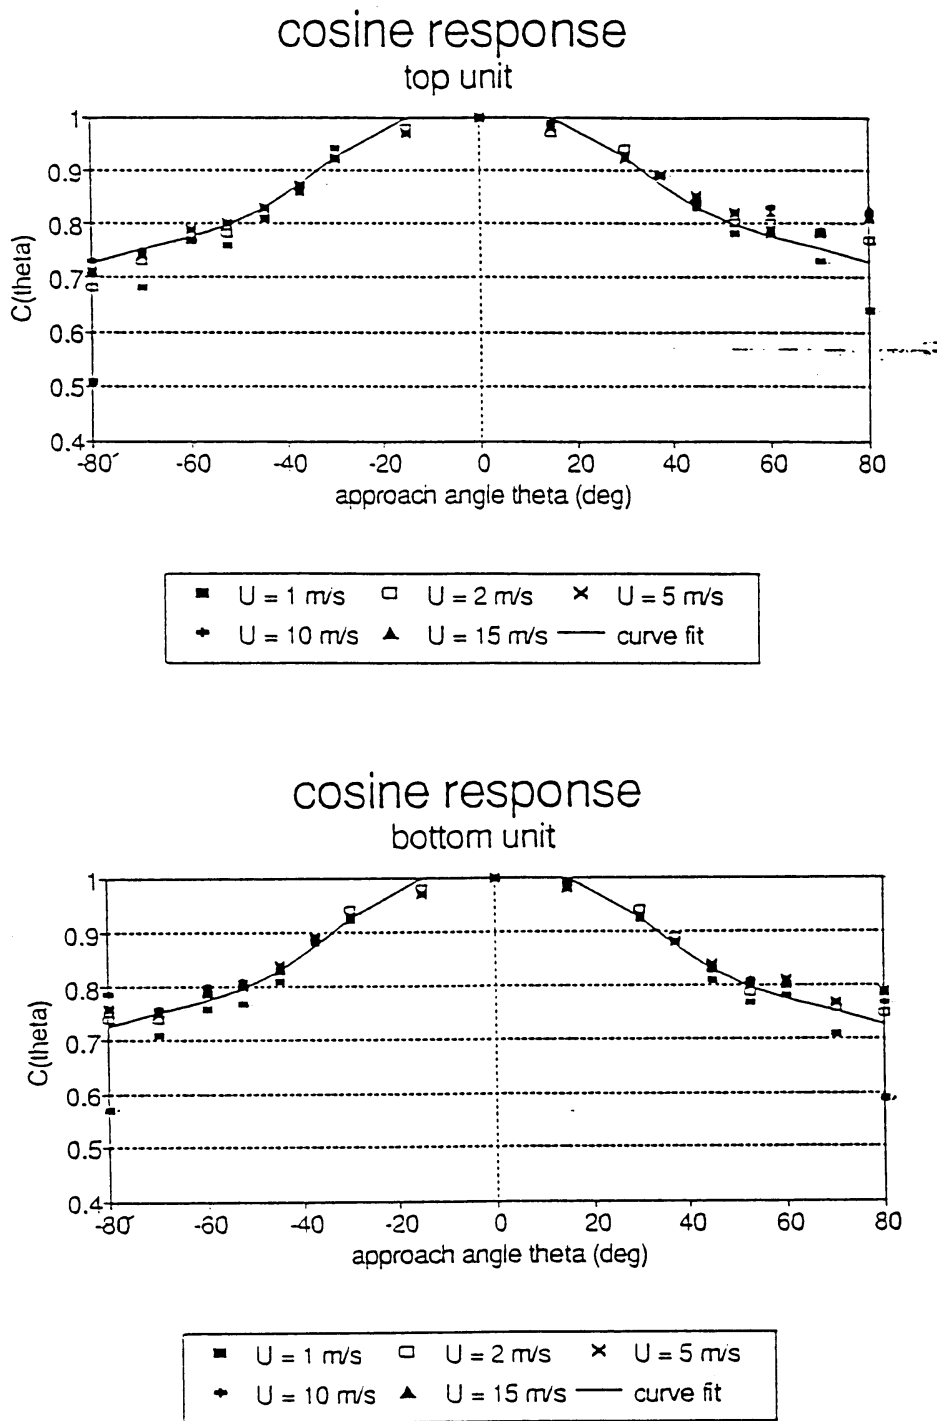 cosine response
top unit
1
0.9
0.8
0.7
0.6
0.5
0.4
C(theta)
-80 -60 -40 -20 0 20 40 60 80
approach angle theta (deg)
U = 1 m/s U = 2 m/s U = 5 m/s
U = 10 m/s U = 15 m/s curve fit
cosine response
bottom unit
1
0.9
0.8
0.7
0.6
0.5
0.4
C(theta)
-80 -60 -40 -20 0 20 40 60 80
approach angle theta (deg)
U = 1 m/s U = 2 m/s U = 5 m/s
U = 10 m/s U = 15 m/s curve fit